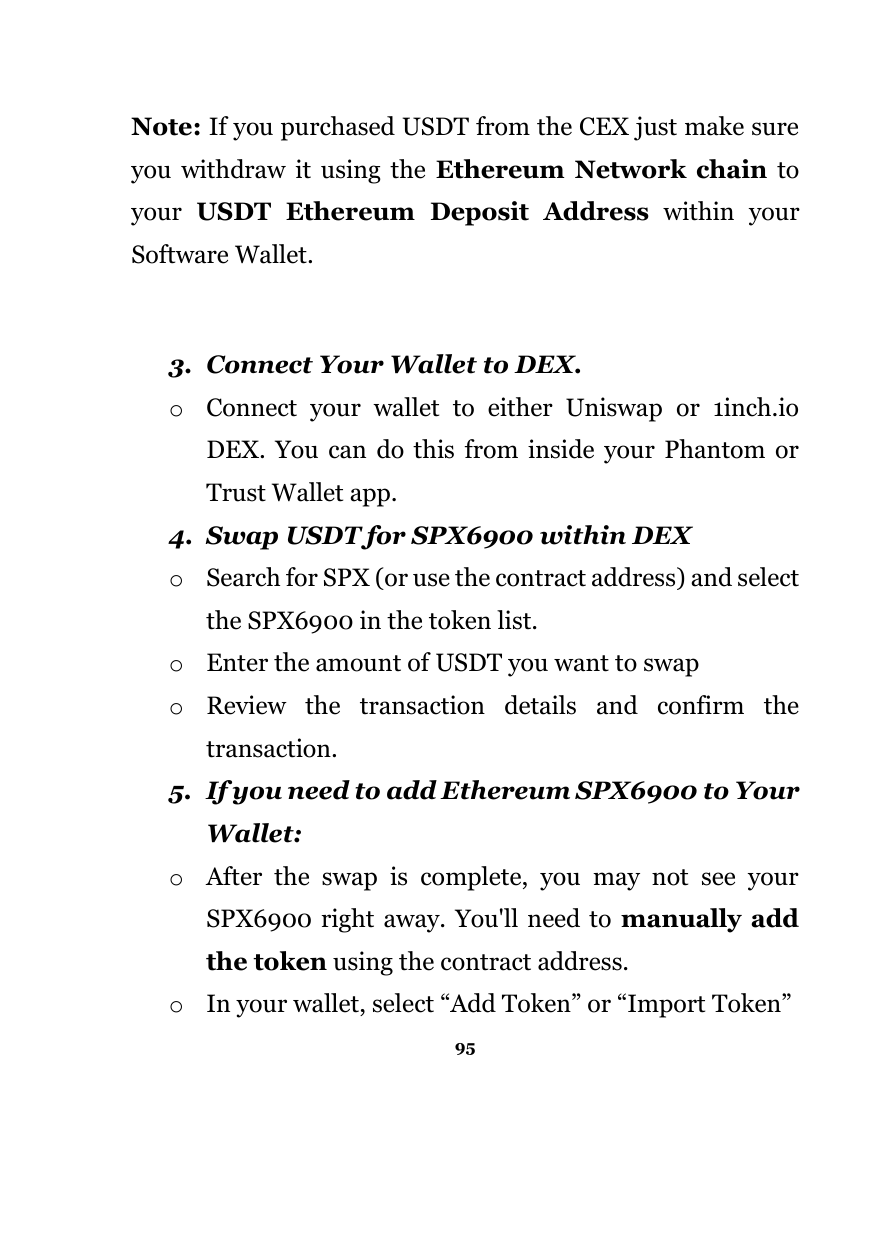 Note: If you purchased USDT from the CEX just make sure
you withdraw it using the Ethereum Network chain to
your USDT Ethereum Deposit Address within your
Software Wallet.
3. Connect Your Wallet to DEX.
o Connect your wallet to either Uniswap or 1inch.io
DEX. You can do this from inside your Phantom or
Trust Wallet app.
4. Swap USDT for SPX6900 within DEX
o Search for SPX (or use the contract address) and select
the SPX6900 in the token list.
o Enter the amount of USDT you want to swap
o Review the transaction details and confirm the
transaction.
5. If you need to add Ethereum SPX6900 to Your
Wallet:
o After the swap is complete, you may not see your
SPX6900 right away. You'll need to manually add
the token using the contract address.
o In your wallet, select “Add Token” or “Import Token”
95